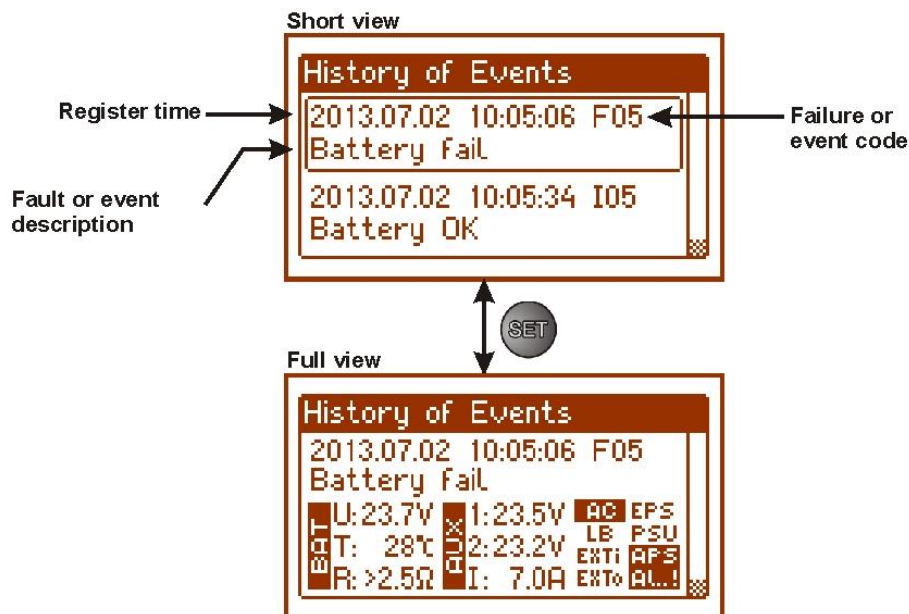 Short view
History of Events
Register time
2013.07.02 10:05:06 F05
Failure or
event code
Battery fail
Fault or event
description
2013.07.02 10:05:34 I05
Battery OK
SET
Full view
History of Events
2013.07.02 10:05:06 F05
Battery fail
BAT
U:23.7V
T: 28℃
R:>2.5Ω
AUX
1:23.5V
2:23.2V
I: 7.0A
AC EPS
LB PSU
EXTi APS
EXTo AL..!